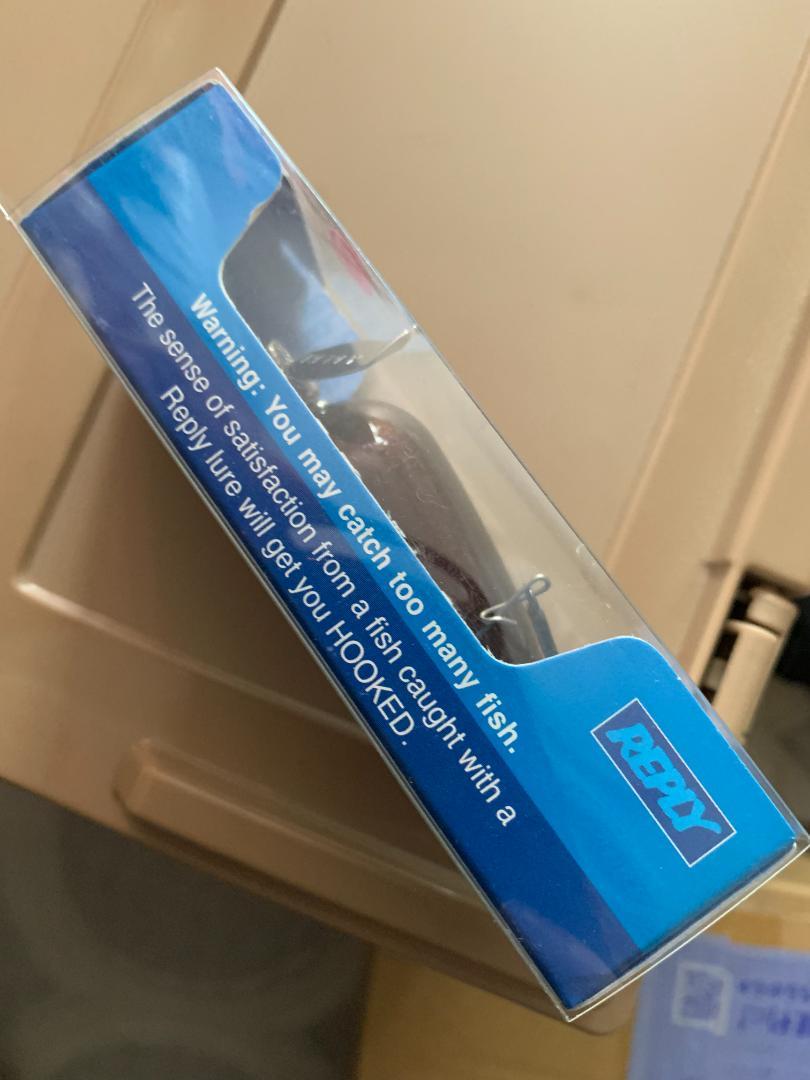 Warning: You may catch too many fish.
The sense of satisfaction from a fish caught with a
Reply lure will get you HOOKED.
REPLY